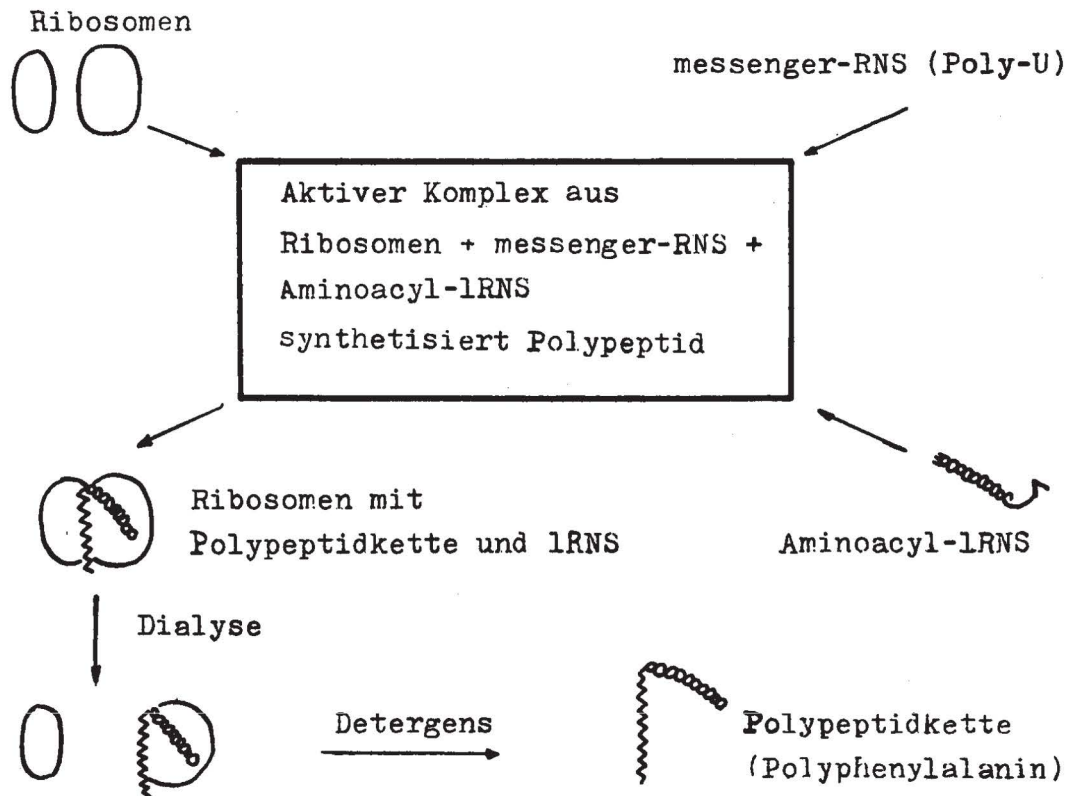 Ribosomen
messenger-RNS (Poly-U)
Aktiver Komplex aus
Ribosomen + messenger-RNS +
Aminoacyl-lRNS
synthetisiert Polypeptid
Ribosomen mit
Polypeptidkette und lRNS
Aminoacyl-lRNS
Dialyse
Detergens
Polypeptidkette
(Polyphenylalanin)